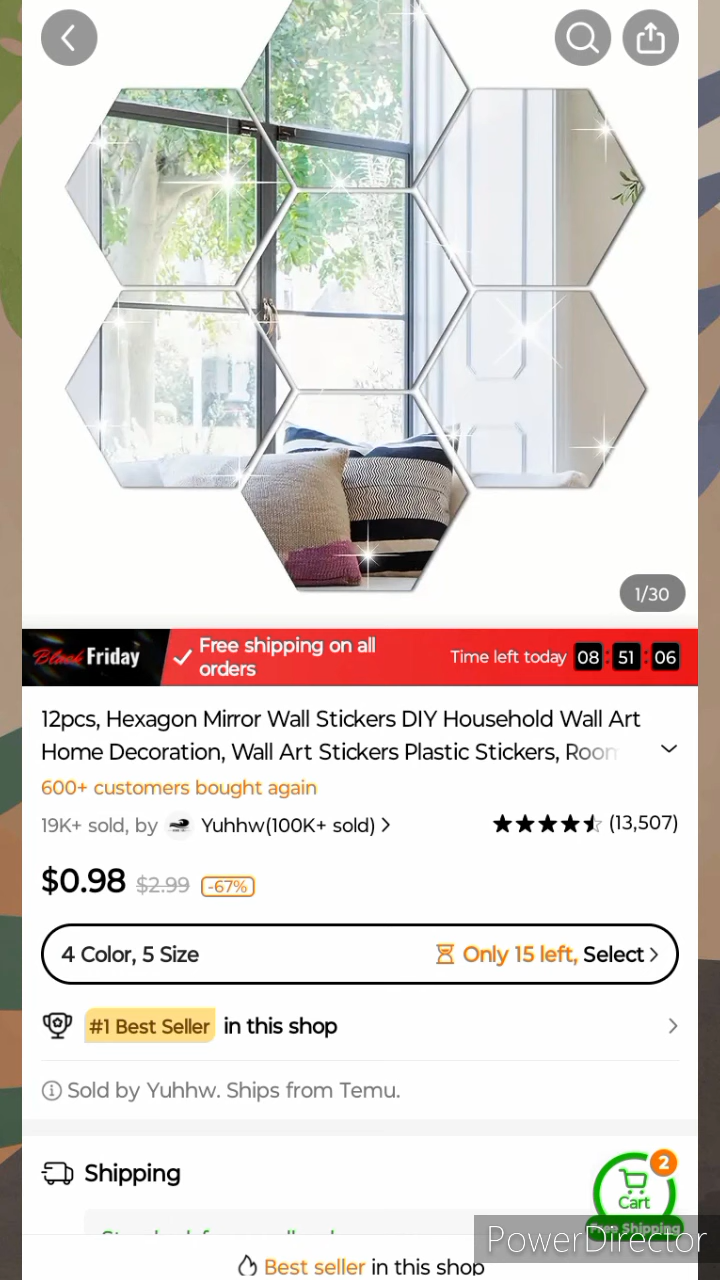 1/30
Black Friday
Free shipping on all
orders
Time left today 08 : 51 : 06
12pcs, Hexagon Mirror Wall Stickers DIY Household Wall Art
Home Decoration, Wall Art Stickers Plastic Stickers, Room
600+ customers bought again
19K+ sold, by Yuhhw(100K+ sold) >
(13,507)
$0.98 $2.99 -67%
4 Color, 5 Size
Only 15 left, Select >
#1 Best Seller in this shop
Sold by Yuhhw. Ships from Temu.
Shipping
2
Cart
Free Shipping
PowerDirector
Best seller in this shop